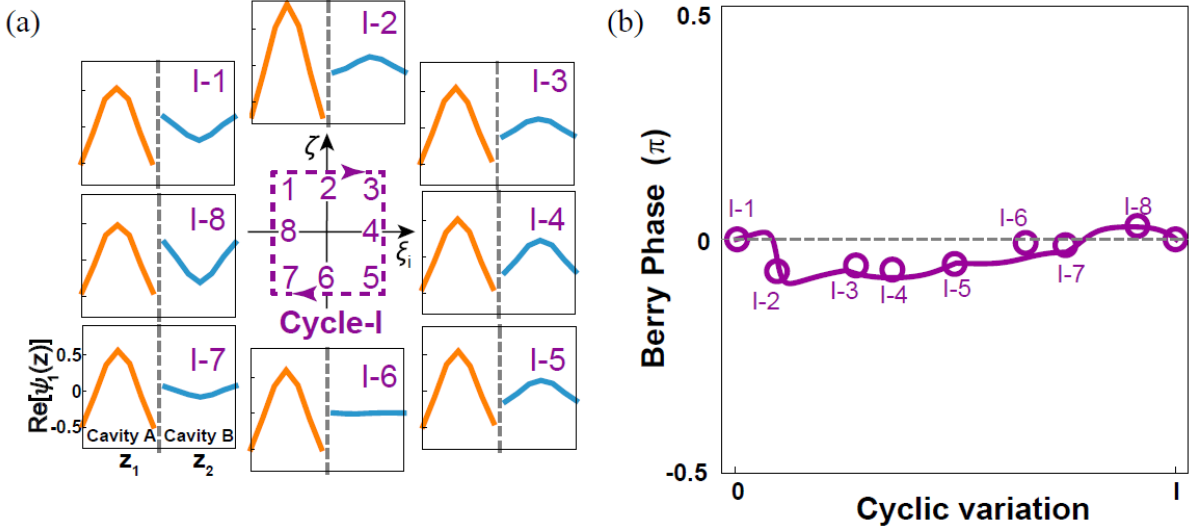 (a)
I-1
I-2
I-3
I-8
ζ
1 2 3
8 4
7 6 5
ξi
Cycle-I
I-4
Re[ψ1(z)]
0.5
0
-0.5
I-7
Cavity A
Cavity B
z1
z2
I-6
I-5
(b)
Berry Phase (π)
0.5
0
-0.5
I-1
I-2
I-3
I-4
I-5
I-6
I-7
I-8
0
I
Cyclic variation